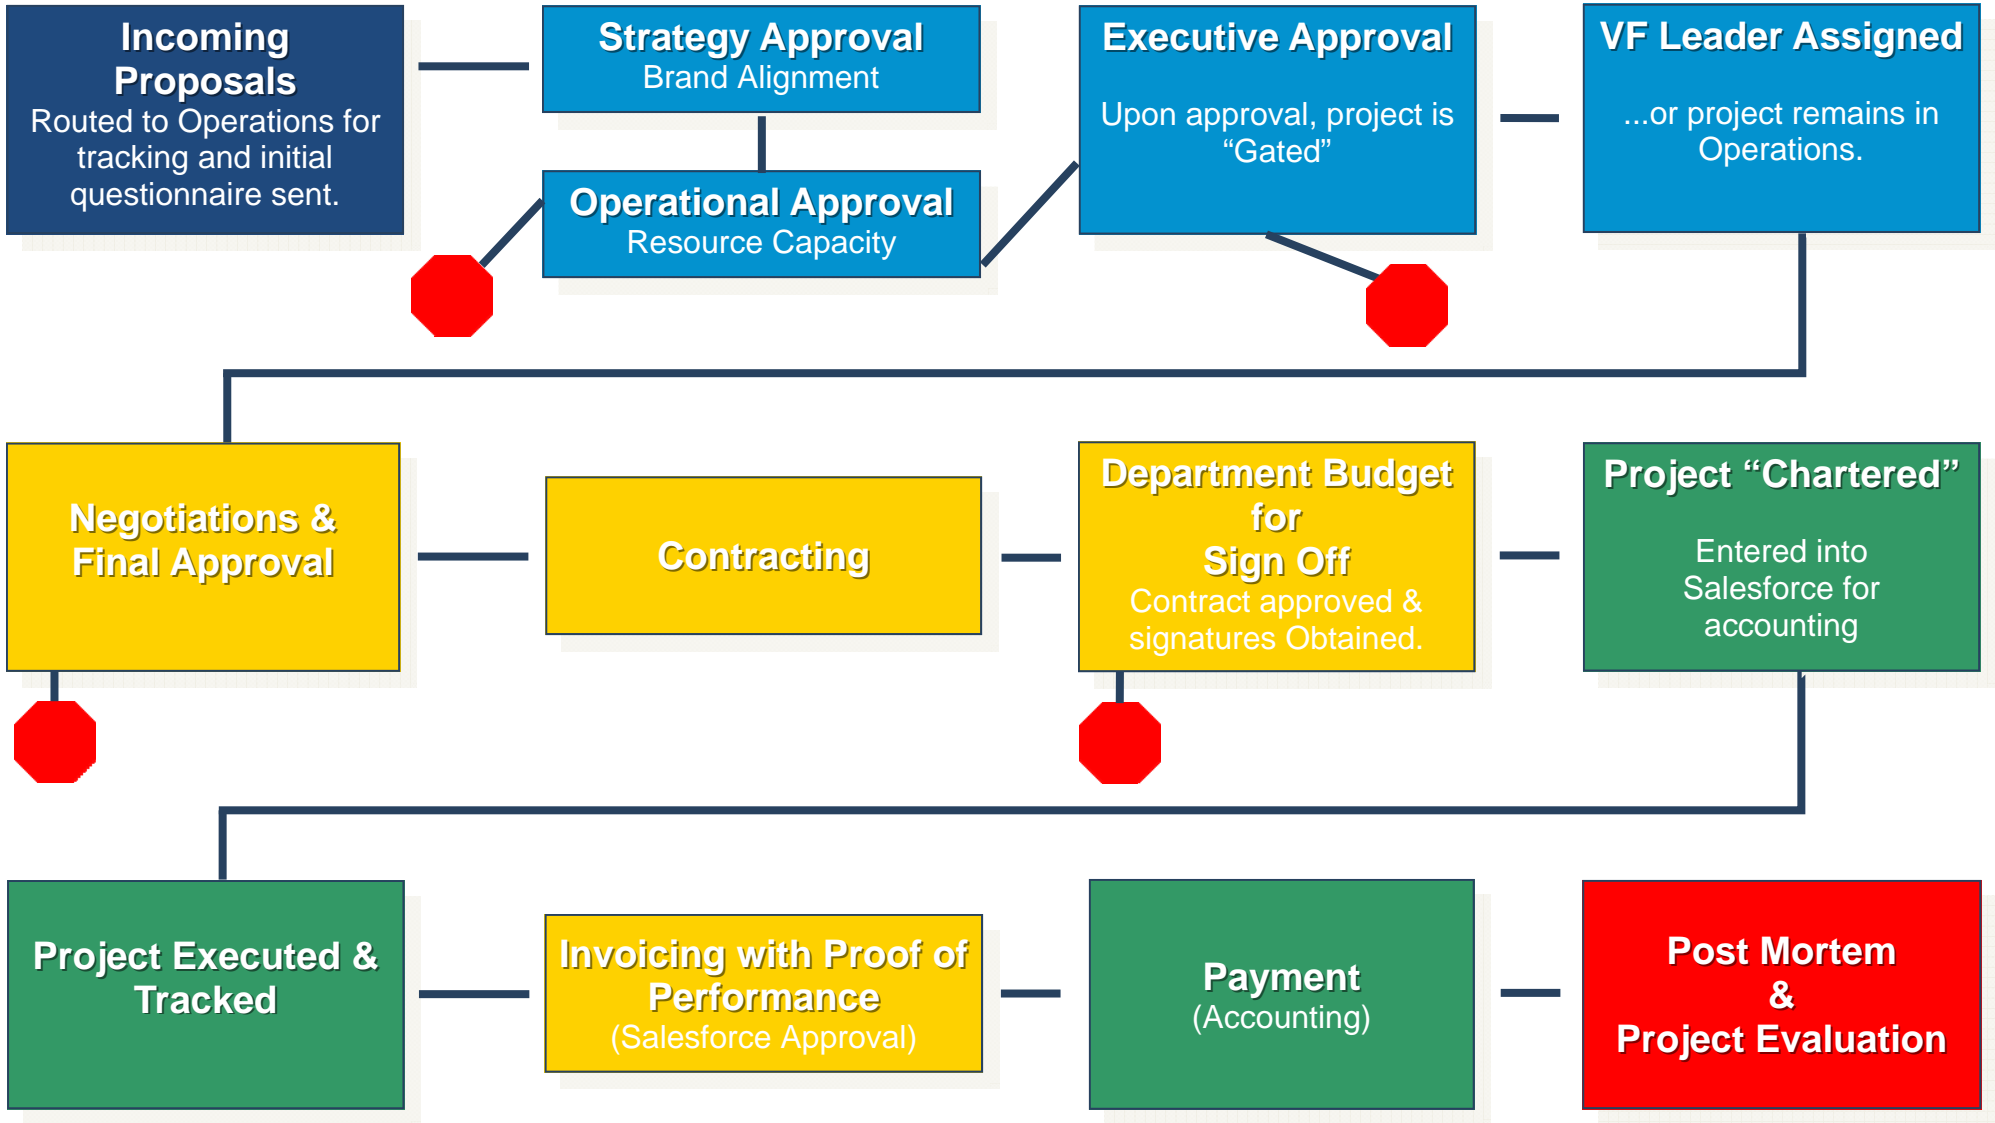 Incoming
Proposals
Routed to Operations for
tracking and initial
questionnaire sent.
Strategy Approval
Brand Alignment
Operational Approval
Resource Capacity
Executive Approval
Upon approval, project is
“Gated”
VF Leader Assigned
...or project remains in
Operations.
Negotiations &
Final Approval
Contracting
Department Budget
for
Sign Off
Contract approved &
signatures Obtained.
Project “Chartered”
Entered into
Salesforce for
accounting
Project Executed &
Tracked
Invoicing with Proof of
Performance
(Salesforce Approval)
Payment
(Accounting)
Post Mortem
&
Project Evaluation